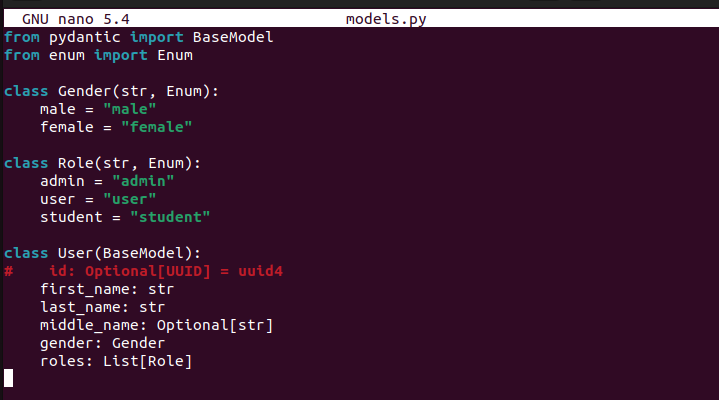 GNU nano 5.4 models.py
from pydantic import BaseModel
from enum import Enum
class Gender(str, Enum):
    male = "male"
    female = "female"
class Role(str, Enum):
    admin = "admin"
    user = "user"
    student = "student"
class User(BaseModel):
#    id: Optional[UUID] = uuid4
    first_name: str
    last_name: str
    middle_name: Optional[str]
    gender: Gender
    roles: List[Role]